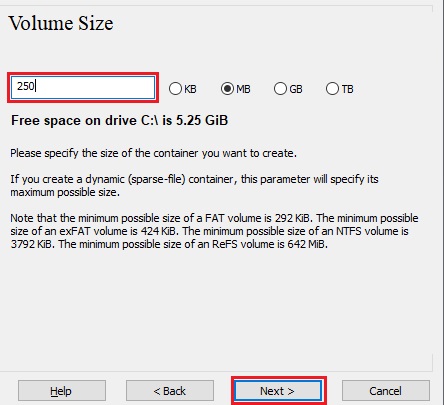 Volume Size
250
KB MB GB TB
Free space on drive C:\ is 5.25 GiB
Please specify the size of the container you want to create.
If you create a dynamic (sparse-file) container, this parameter will specify its
maximum possible size.
Note that the minimum possible size of a FAT volume is 292 KiB. The minimum possible
size of an exFAT volume is 424 KiB. The minimum possible size of an NTFS volume is
3792 KiB. The minimum possible size of an ReFS volume is 642 MiB.
Help < Back Next > Cancel